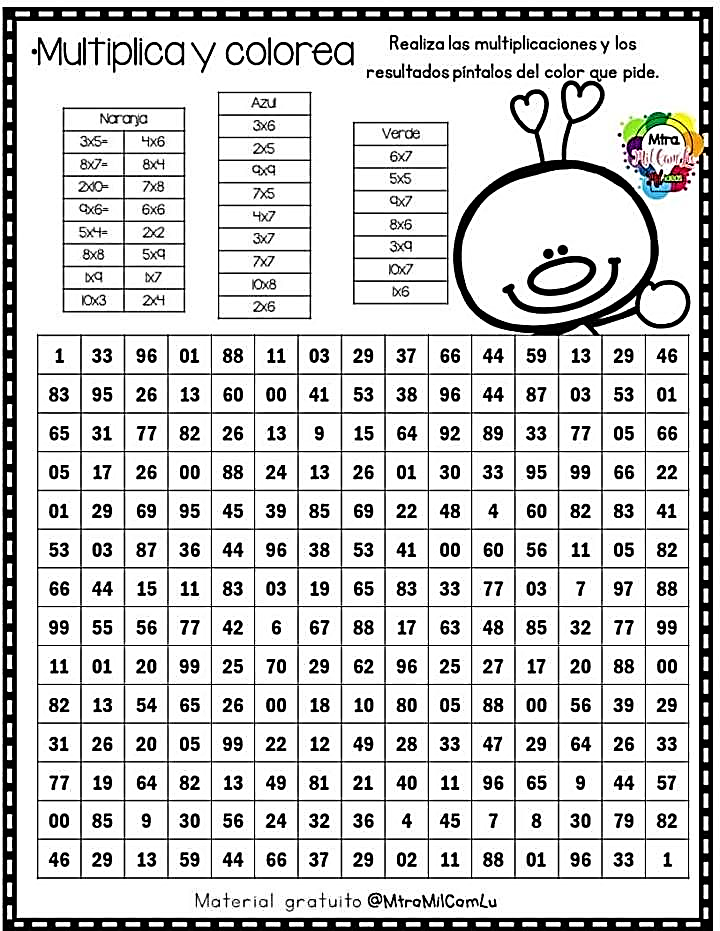 •Multiplica y colorea
Realiza las multiplicaciones y los
resultados píntalos del color que pide.
Naranja
3x5= 4x6
8x7= 8x4
2x10= 7x8
9x6= 6x6
5x4= 2x2
8x8 5x9
1x9 1x7
10x3 2x4
Azul
3x6
2x5
9x9
7x5
4x7
3x7
7x7
10x8
2x6
Verde
6x7
5x5
9x7
8x6
3x9
10x7
1x6
Mtra
Mil CamLu
1 33 96 01 88 11 03 29 37 66 44 59 13 29 46
83 95 26 13 60 00 41 53 38 96 44 87 03 53 01
65 31 77 82 26 13 9 15 64 92 89 33 77 05 66
05 17 26 00 88 24 13 26 01 30 33 95 99 66 22
01 29 69 95 45 39 85 69 22 48 4 60 82 83 41
53 03 87 36 44 96 38 53 41 00 60 56 11 05 82
66 44 15 11 83 03 19 65 83 33 77 03 7 97 88
99 55 56 77 42 6 67 88 17 63 48 85 32 77 99
11 01 20 99 25 70 29 62 96 25 27 17 20 88 00
82 13 54 65 26 00 18 10 80 05 88 00 56 39 29
31 26 20 05 99 22 12 49 28 33 47 29 64 26 33
77 19 64 82 13 49 81 21 40 11 96 65 9 44 57
00 85 9 30 56 24 32 36 4 45 7 8 30 79 82
46 29 13 59 44 66 37 29 02 11 88 01 96 33 1
Material gratuito @MtraMilCamLu